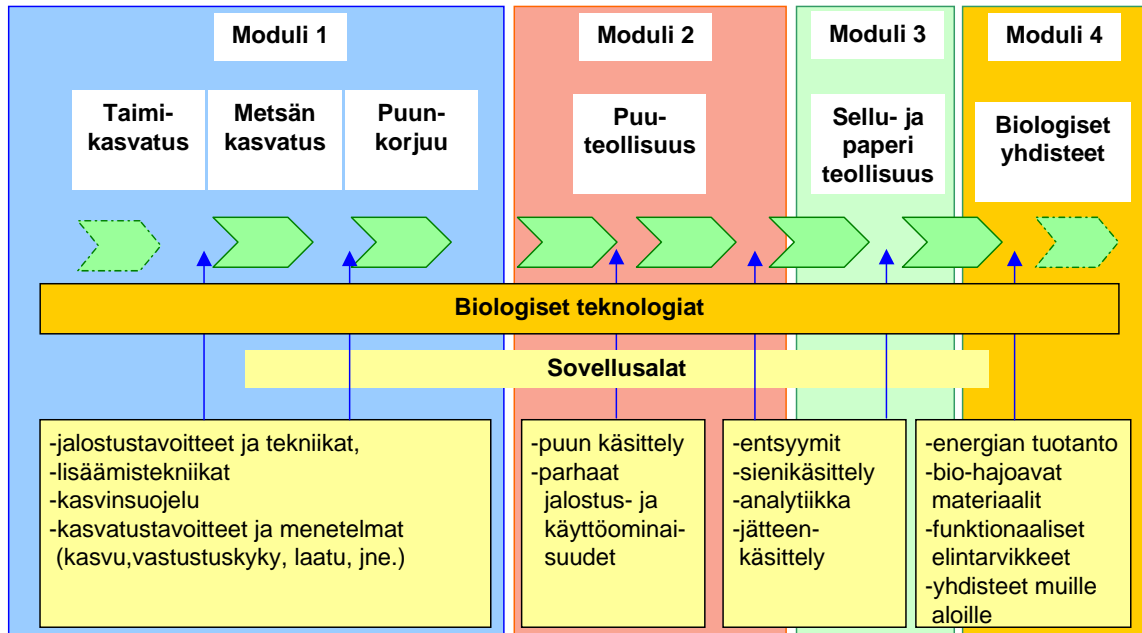 Moduli 1
Moduli 2
Moduli 3
Moduli 4
Taimi-
kasvatus
Metsän
kasvatus
Puun-
korjuu
Puu-
teollisuus
Sellu- ja
paperi
teollisuus
Biologiset
yhdisteet
Biologiset teknologiat
Sovellusalat
-jalostustavoitteet ja tekniikat,
-lisäämistekniikat
-kasvinsuojelu
-kasvatustavoitteet ja menetelmat
(kasvu,vastustuskyky, laatu, jne.)
-puun käsittely
-parhaat
jalostus- ja
käyttöominai-
suudet
-entsyymit
-sienikäsittely
-analytiikka
-jätteen-
käsittely
-energian tuotanto
-bio-hajoavat
materiaalit
-funktionaaliset
elintarvikkeet
-yhdisteet muille
aloille